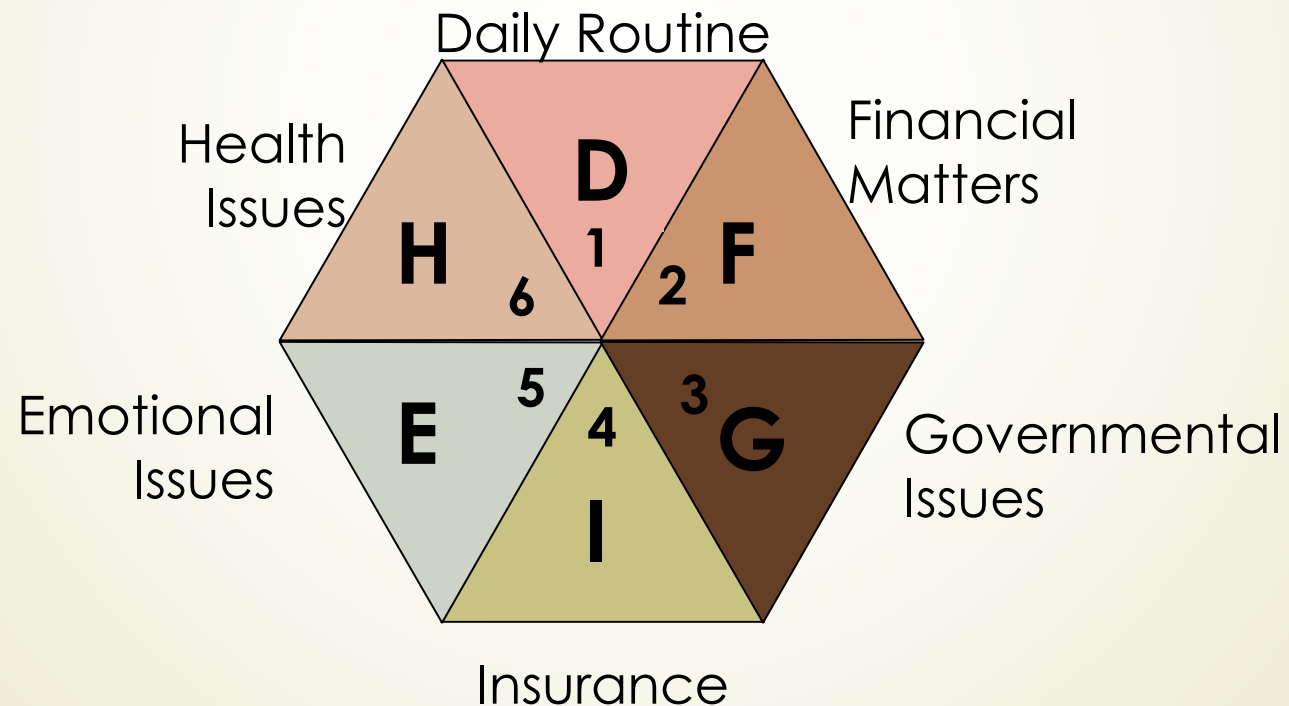 Daily Routine
Health
Issues
Financial
Matters
D
1
H
6
2
F
E
5
4
I
3
G
Emotional
Issues
Governmental
Issues
Insurance